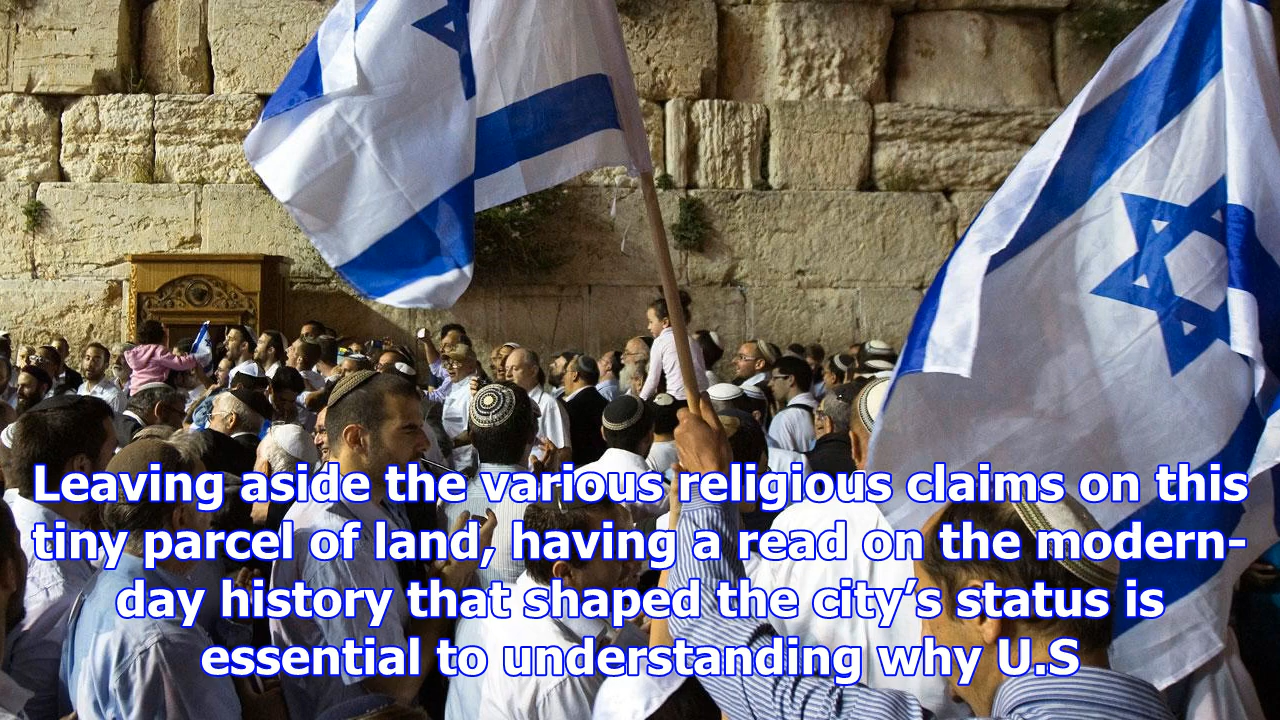 Leaving aside the various religious claims on this
tiny parcel of land, having a read on the modern-
day history that shaped the city’s status is
essential to understanding why U.S